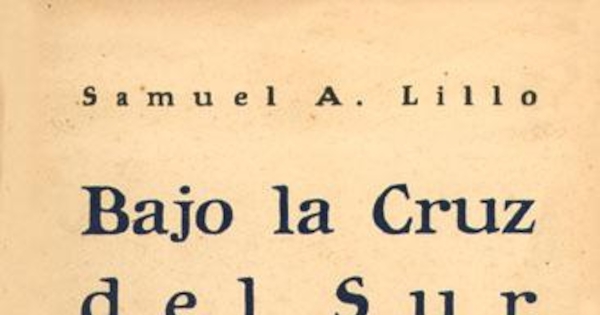 Samuel A. Lillo
Bajo la Cruz
del Sur